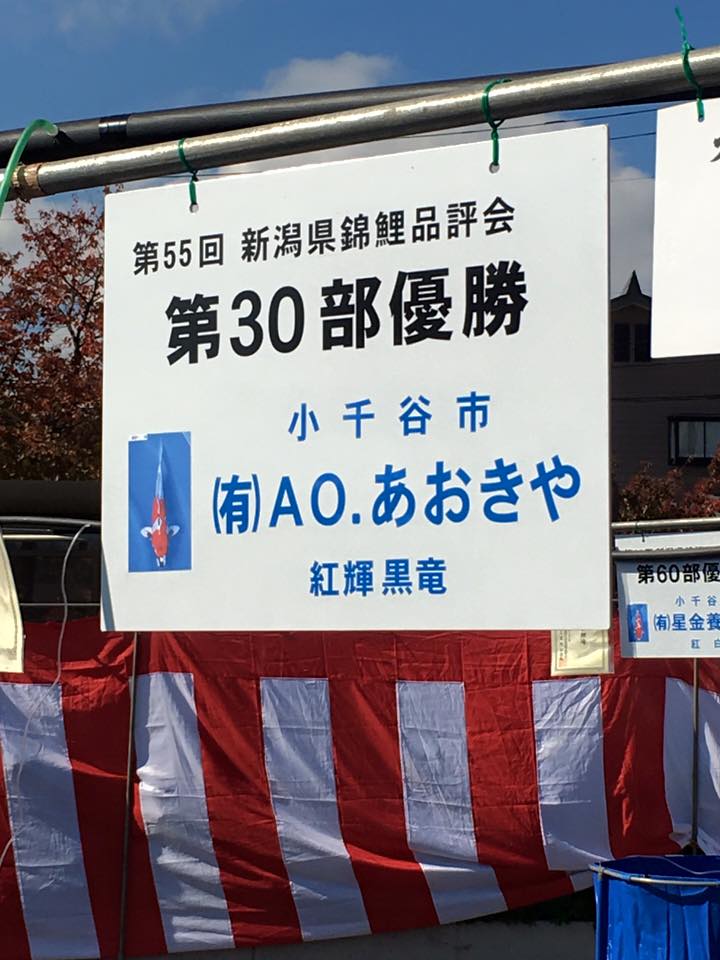 第55回 新潟県錦鯉品評会
第30部優勝
小千谷市
(有)AO.あおきや
紅輝黒竜
第60部優
小千谷
(有)星金養
紅白